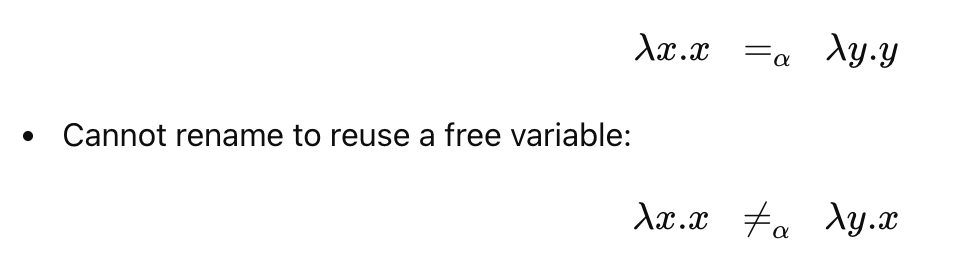 λx.x =α λy.y
• Cannot rename to reuse a free variable:
λx.x ≠α λy.x